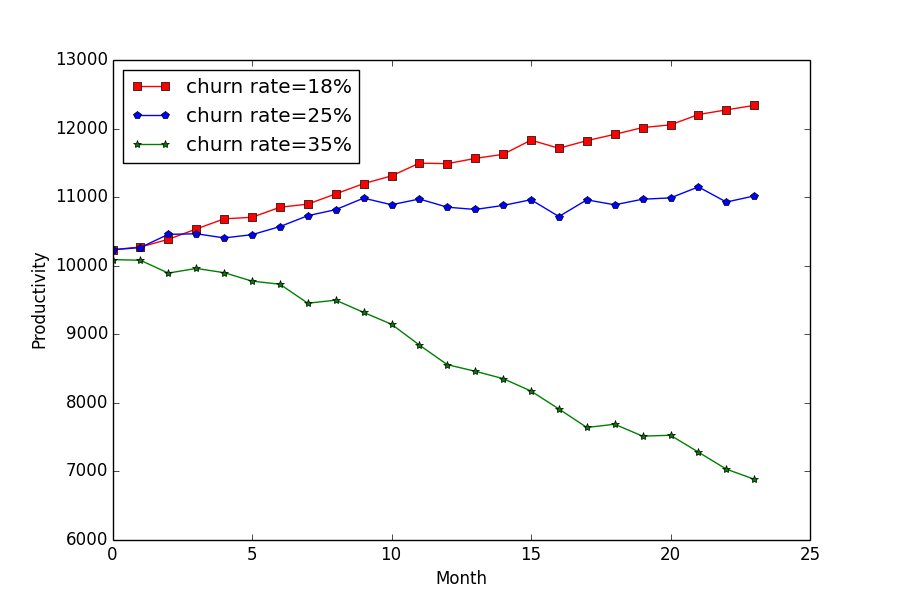 13000
12000
11000
10000
9000
8000
7000
6000
Productivity
churn rate=18%
churn rate=25%
churn rate=35%
0 5 10 15 20 25
Month